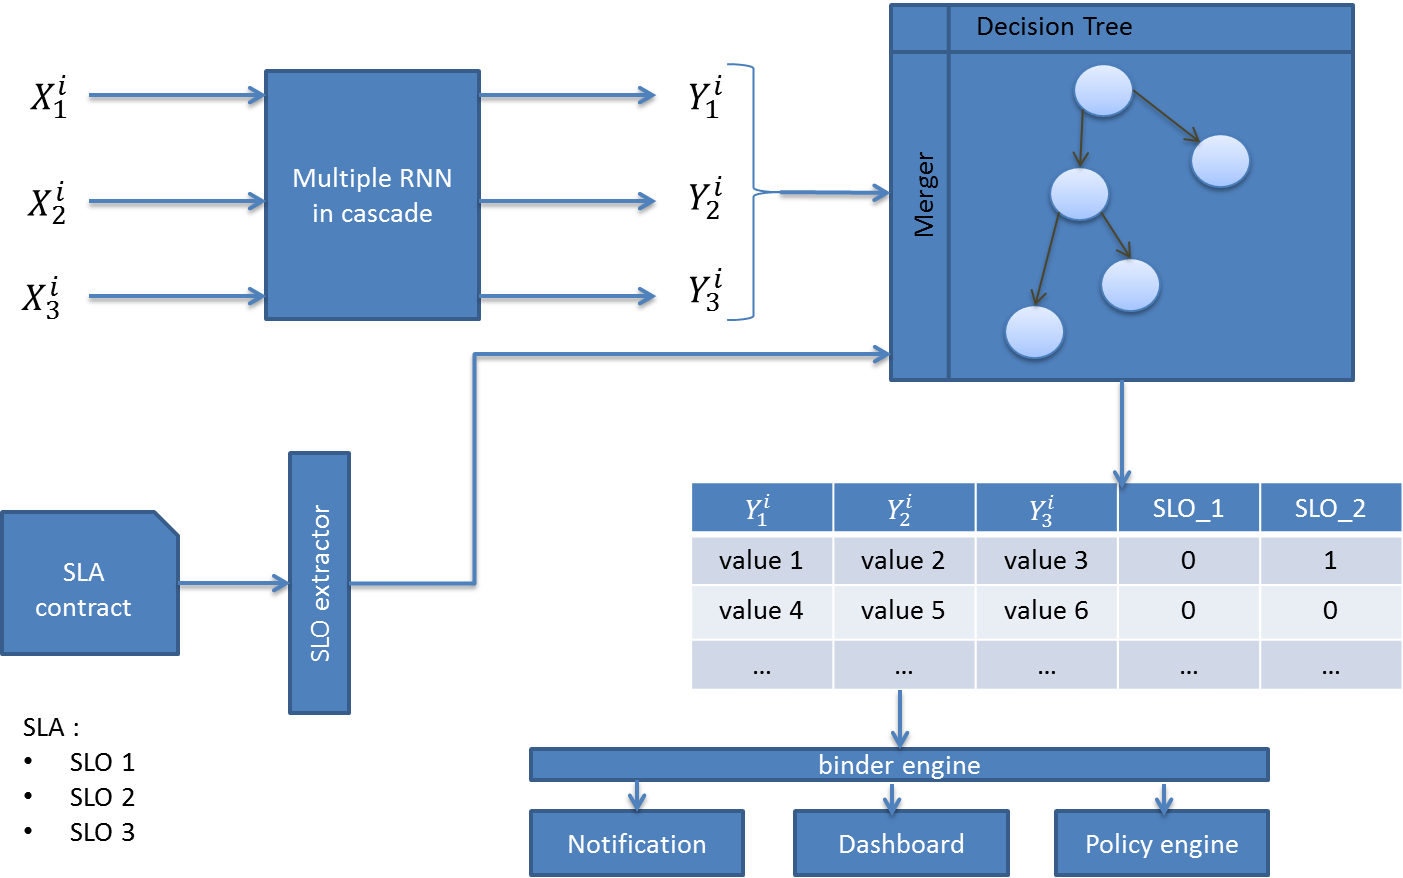 Decision Tree
X_1^i
Y_1^i
Multiple RNN
in cascade
Merger
X_2^i
Y_2^i
X_3^i
Y_3^i
SLA
contract
SLO extractor
Y_1^i Y_2^i Y_3^i SLO_1 SLO_2
value 1 value 2 value 3 0 1
value 4 value 5 value 6 0 0
... ... ... ... ...
SLA :
• SLO 1
• SLO 2
• SLO 3
binder engine
Notification
Dashboard
Policy engine